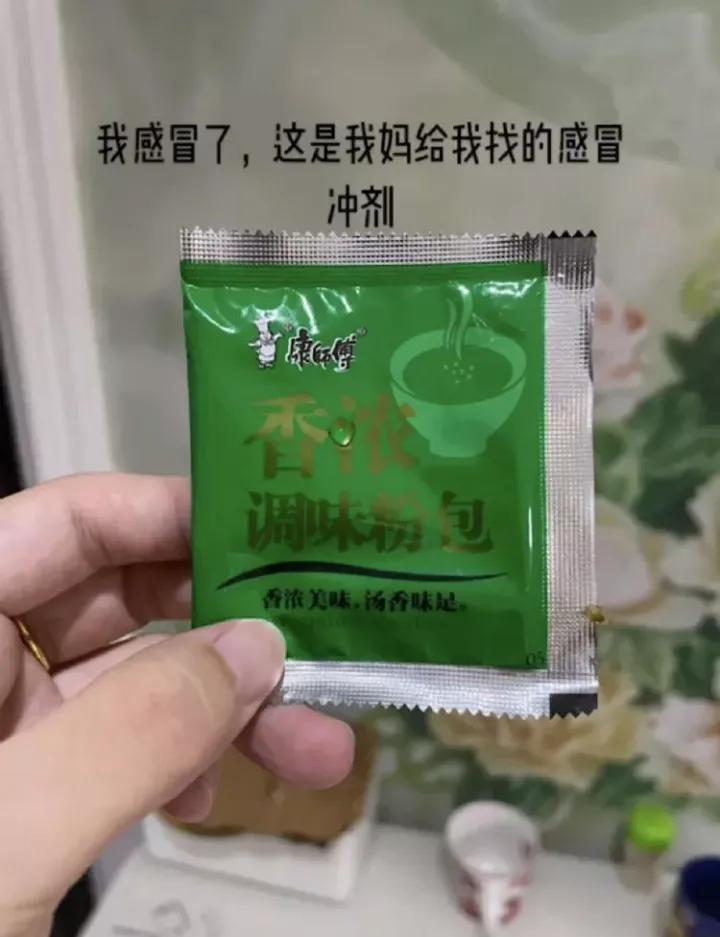 我感冒了，这是我妈给我找的感冒
冲剂
康师傅
香浓
调味粉包
香浓美味，汤香味足。
05